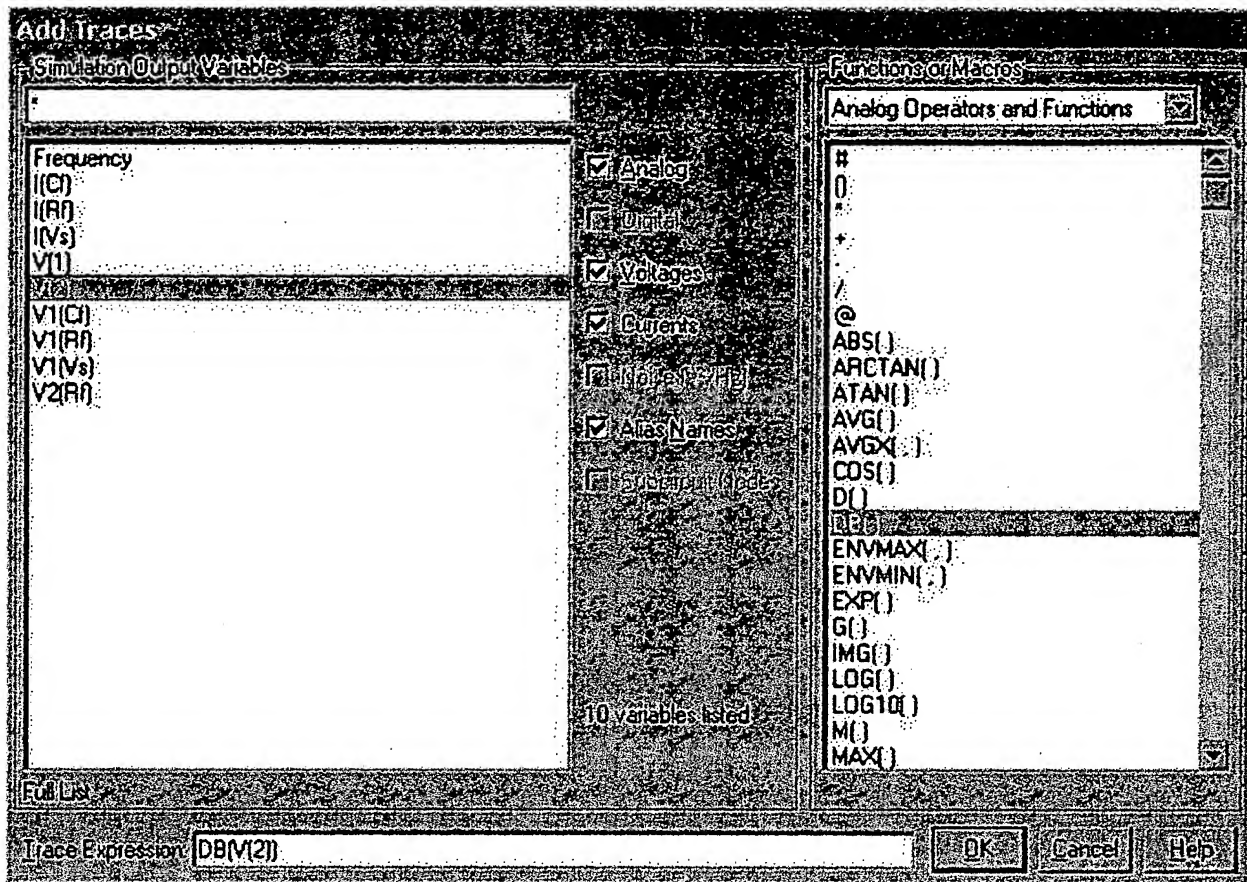 Add Traces
Simulation Output Variables
*
Frequency
I(Cf)
I(Rf)
I(Vs)
V(1)
V(2)
V1(Cf)
V1(Rf)
V1(Vs)
V2(Rf)
Full List
Analog
Digital
Voltages
Currents
Alias Names
Subcircuit Nodes
10 variables listed
Functions or Macros
Analog Operators and Functions
#
()
*
+
-
/
@
ABS( )
ARCTAN( )
ATAN( )
AVG( )
AVGX( , )
COS( )
D( )
DB( )
ENVMAX( , )
ENVMIN( , )
EXP( )
G( )
IMG( )
LOG( )
LOG10( )
M( )
MAX( )
Trace Expression: DB(V(2))
OK Cancel Help